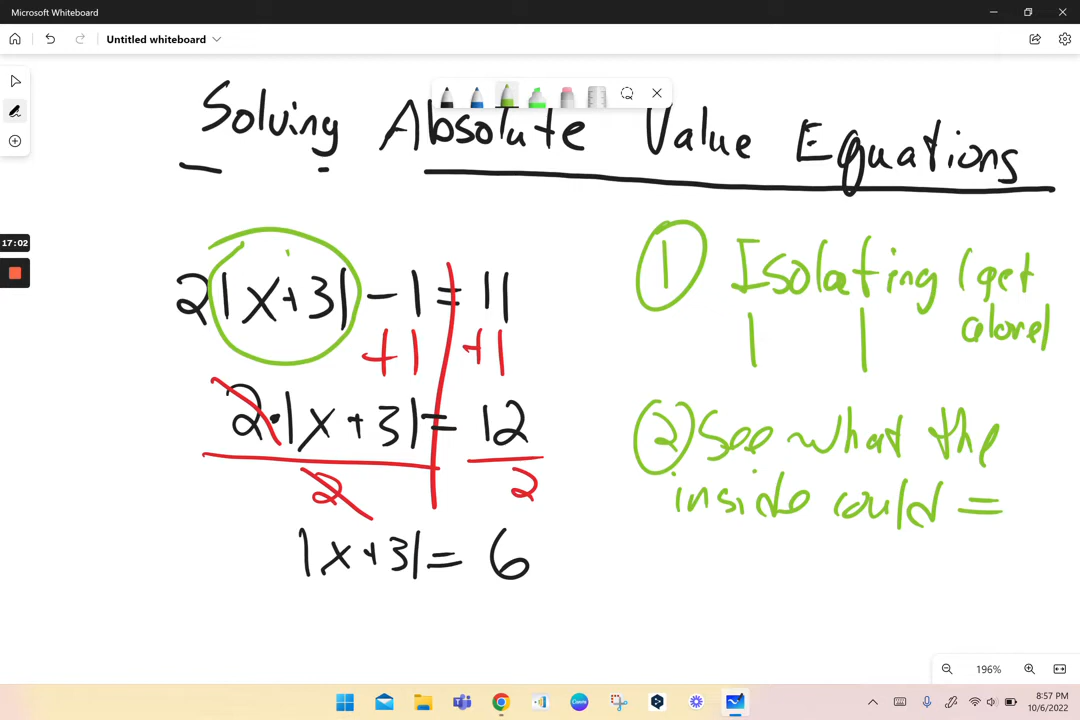 Microsoft Whiteboard
Untitled whiteboard
Solving Absolute Value Equations
17:02
2|x+3| - 1 = 11
+1 +1
2·|x+3| = 12
2 2
|x+3| = 6
1 Isolating (get
| | alone)
2 See what the
inside could =
196%
8:57 PM
10/6/2022